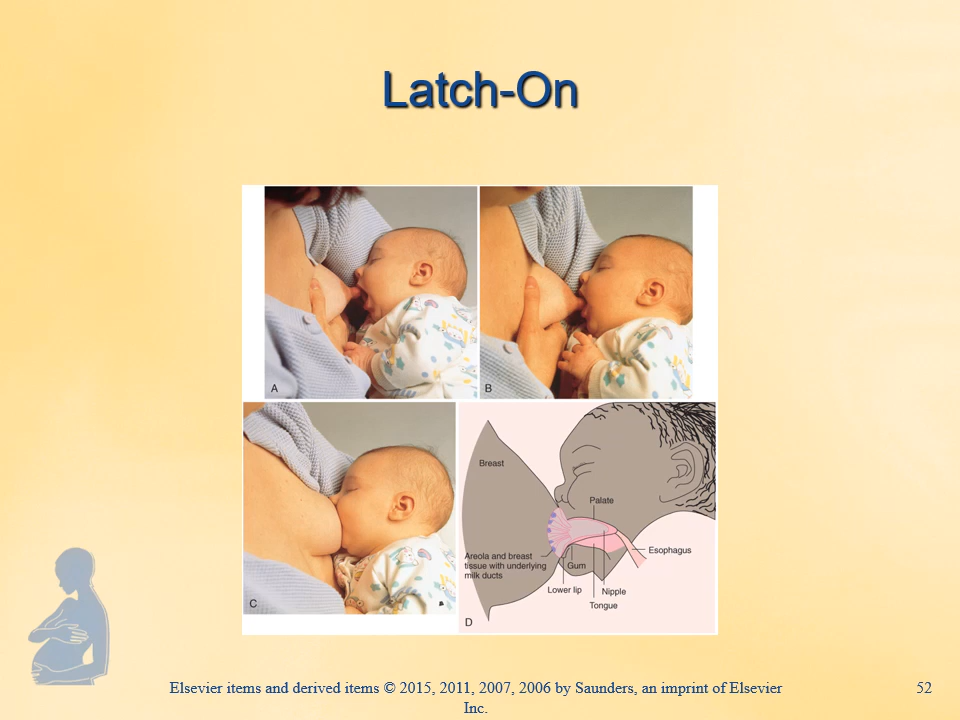 Latch-On
A
B
C
Breast
Palate
Esophagus
Areola and breast
tissue with underlying
milk ducts
Gum
Lower lip
Nipple
Tongue
D
Elsevier items and derived items © 2015, 2011, 2007, 2006 by Saunders, an imprint of Elsevier
Inc.
52